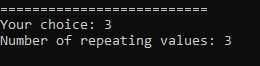 ==========================
Your choice: 3
Number of repeating values: 3